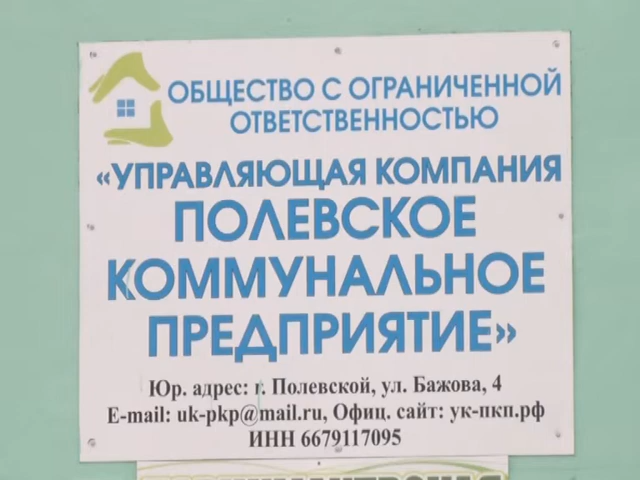 ОБЩЕСТВО С ОГРАНИЧЕННОЙ
ОТВЕТСТВЕННОСТЬЮ
«УПРАВЛЯЮЩАЯ КОМПАНИЯ
ПОЛЕВСКОЕ
КОММУНАЛЬНОЕ
ПРЕДПРИЯТИЕ»
Юр. адрес: г. Полевской, ул. Бажова, 4
E-mail: uk-pkp@mail.ru, Офиц. сайт: ук-пкп.рф
ИНН 6679117095